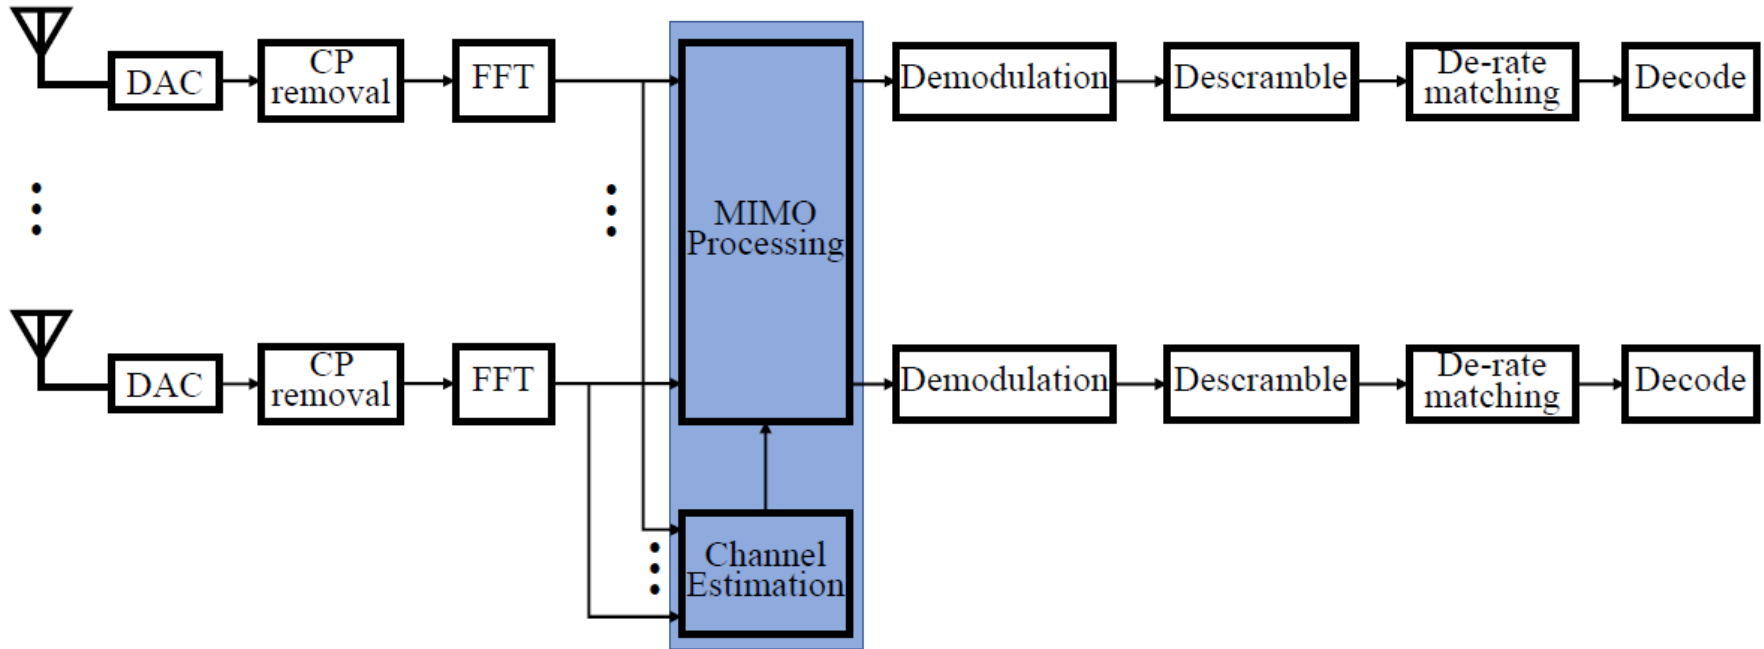 DAC
CP
removal
FFT
MIMO
Processing
Demodulation
Descramble
De-rate
matching
Decode
DAC
CP
removal
FFT
Demodulation
Descramble
De-rate
matching
Decode
Channel
Estimation